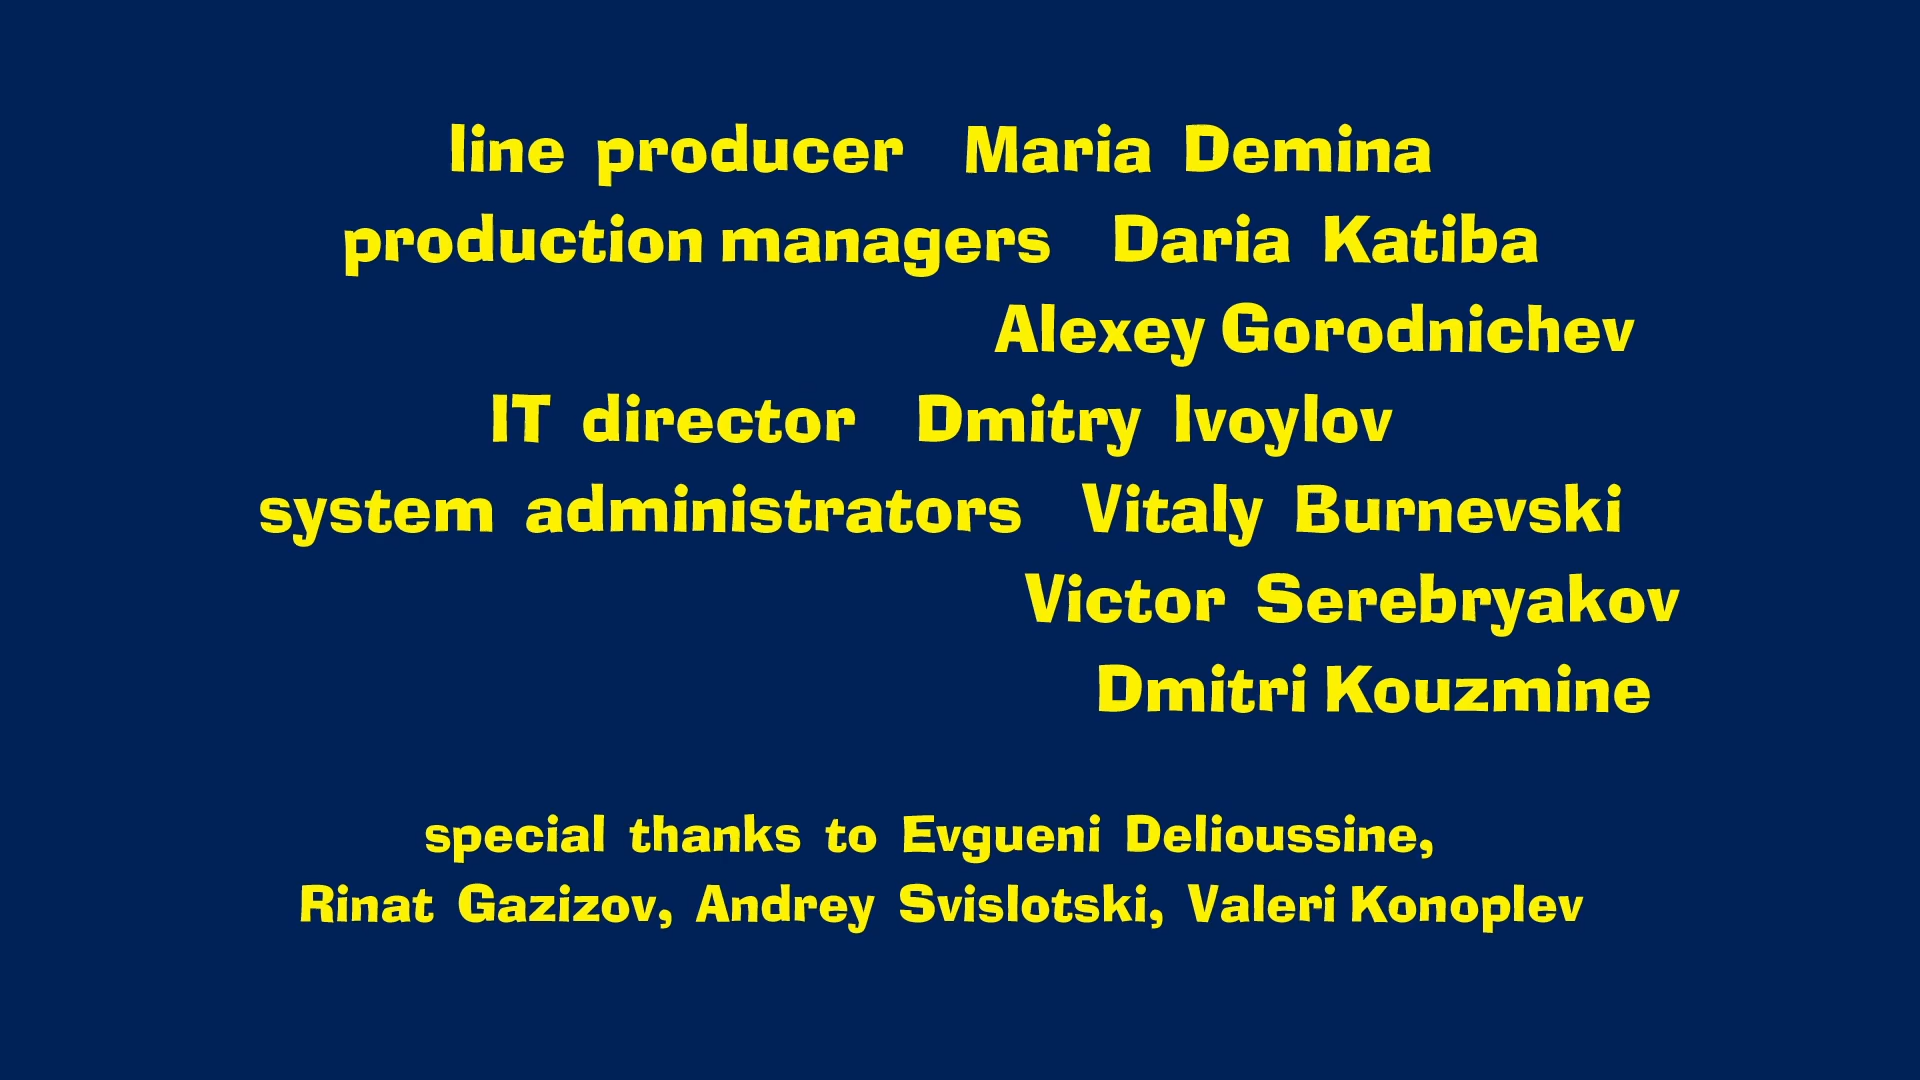 line producer Maria Demina
production managers Daria Katiba
Alexey Gorodnichev
IT director Dmitry Ivoylov
system administrators Vitaly Burnevski
Victor Serebryakov
Dmitri Kouzmine
special thanks to Evgueni Delioussine,
Rinat Gazizov, Andrey Svislotski, Valeri Konoplev